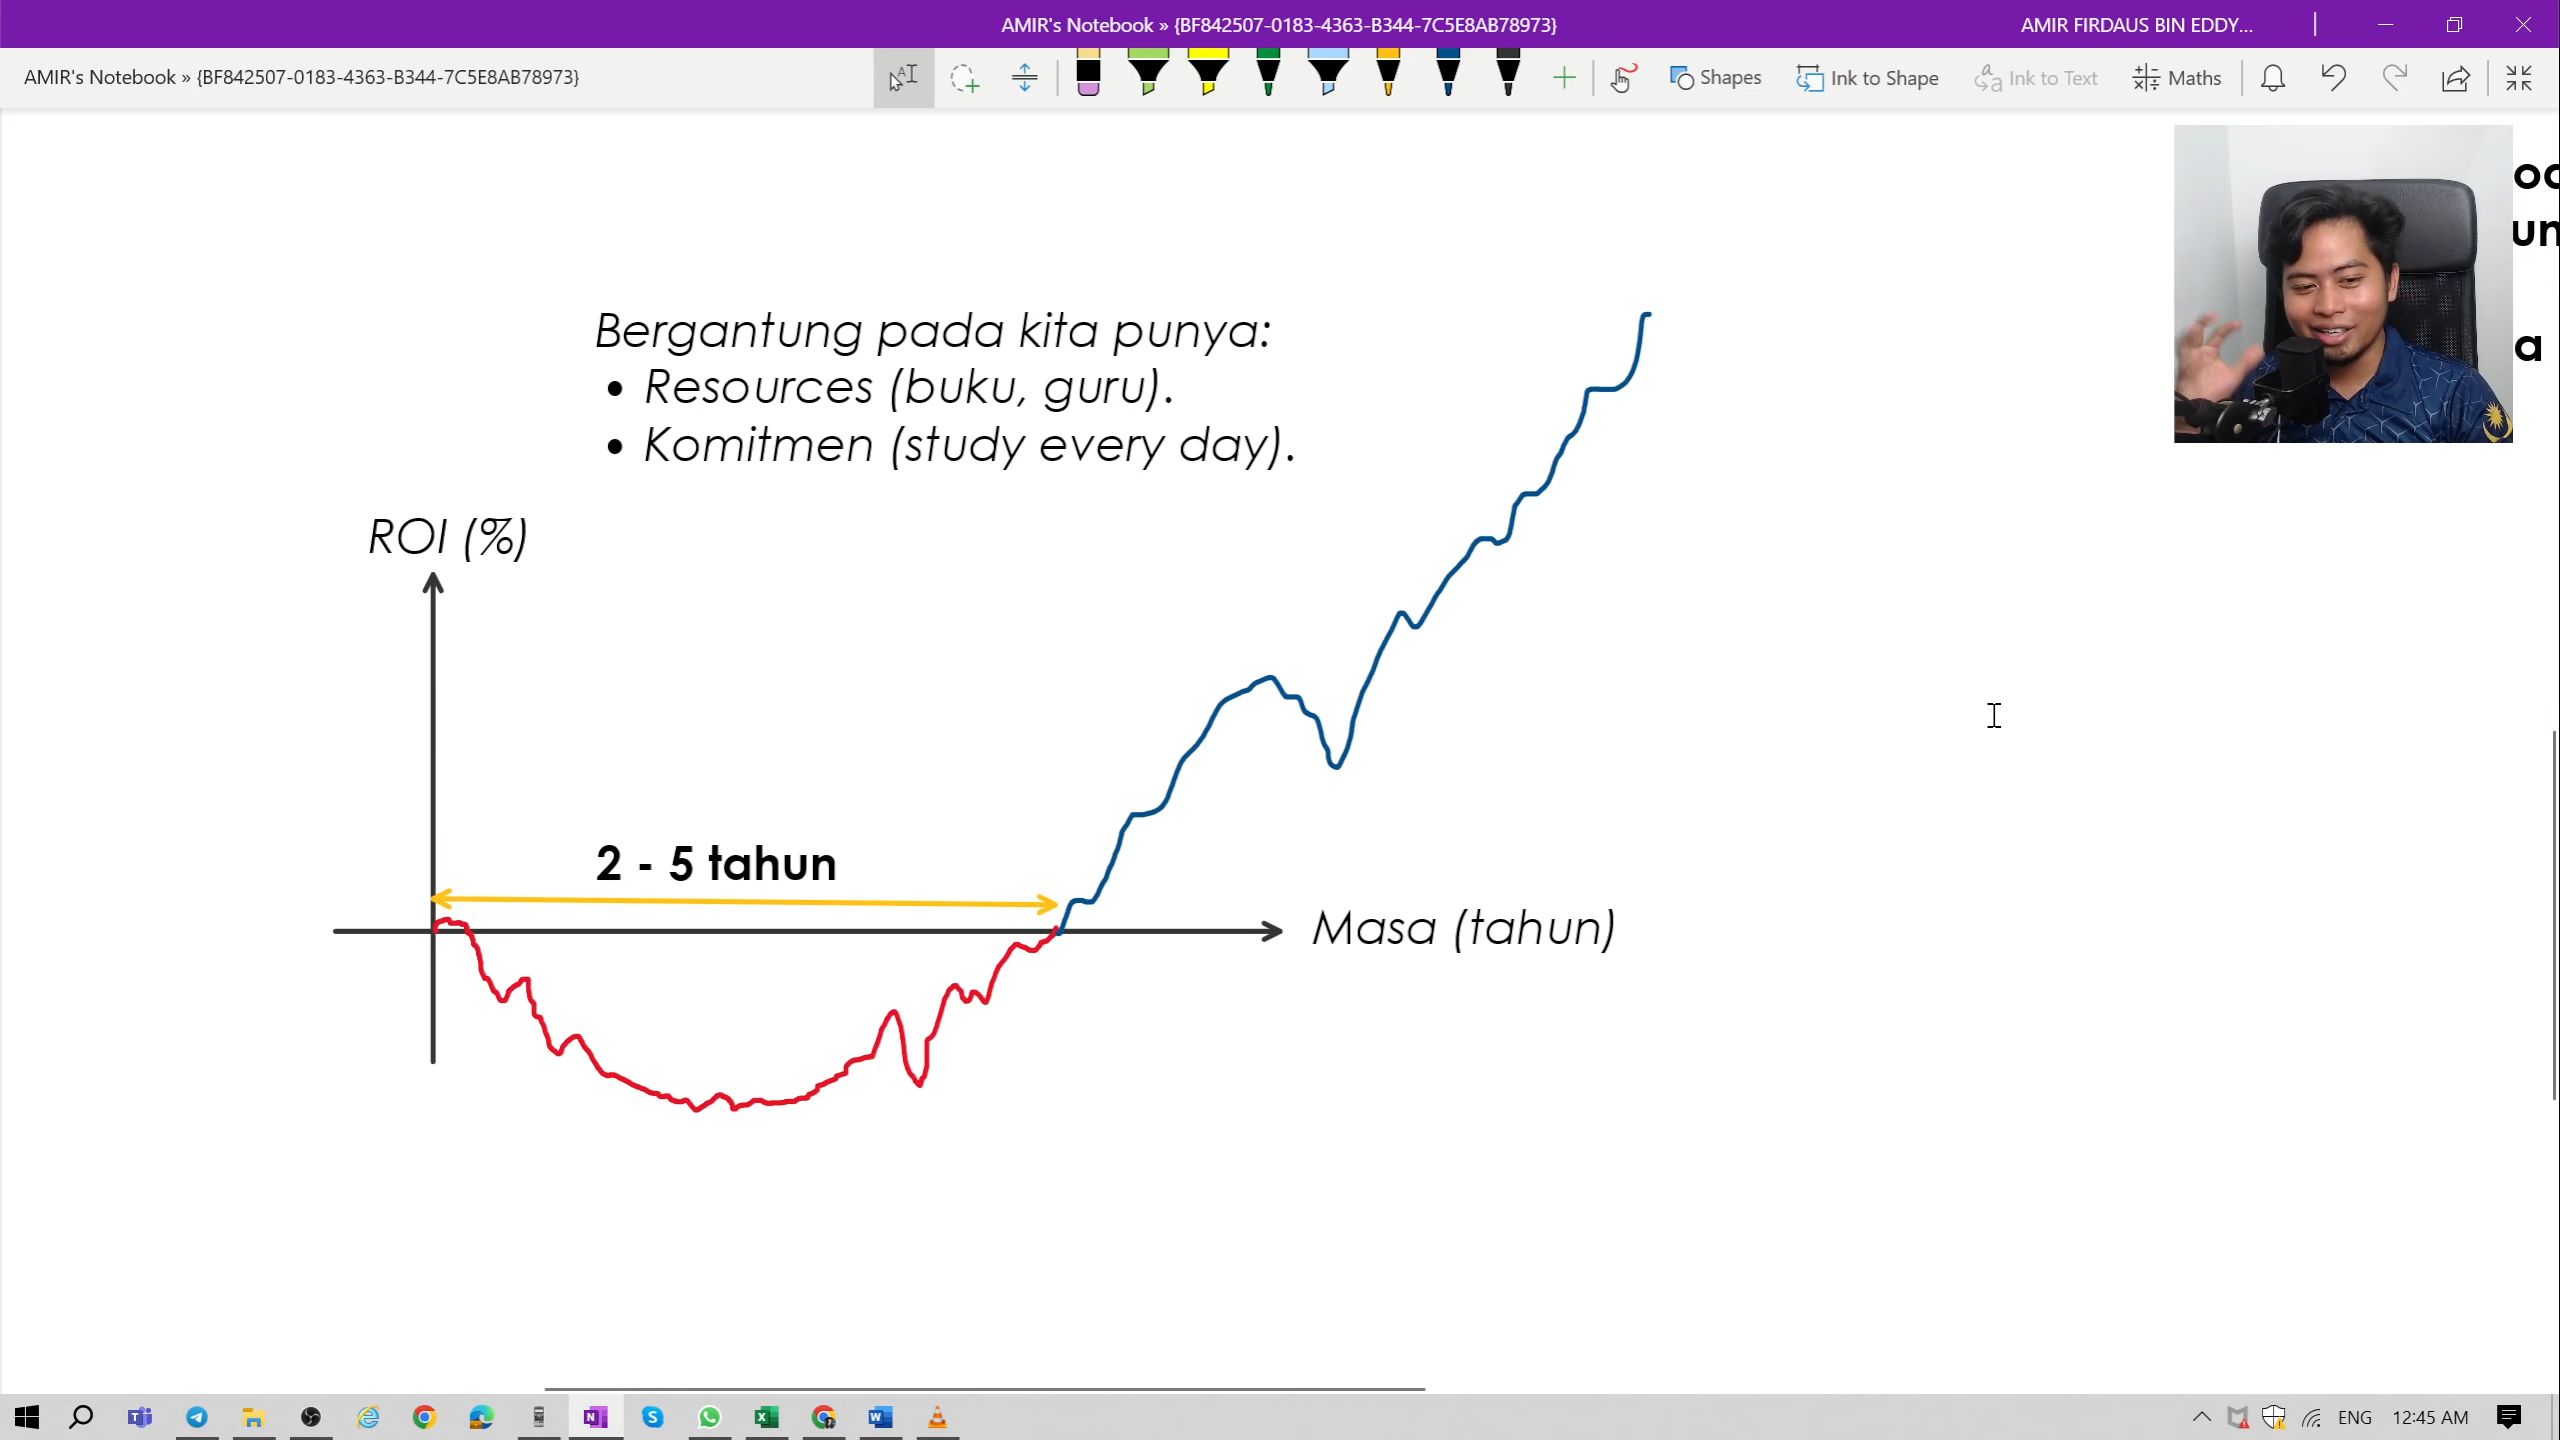 AMIR's Notebook » {BF842507-0183-4363-B344-7C5E8AB78973}
AMIR FIRDAUS BIN EDDY...
AMIR's Notebook » {BF842507-0183-4363-B344-7C5E8AB78973}
Shapes
Ink to Shape
Ink to Text
Maths
Bergantung pada kita punya:
• Resources (buku, guru).
• Komitmen (study every day).
ROI (%)
2 - 5 tahun
Masa (tahun)
un
a
ENG
12:45 AM